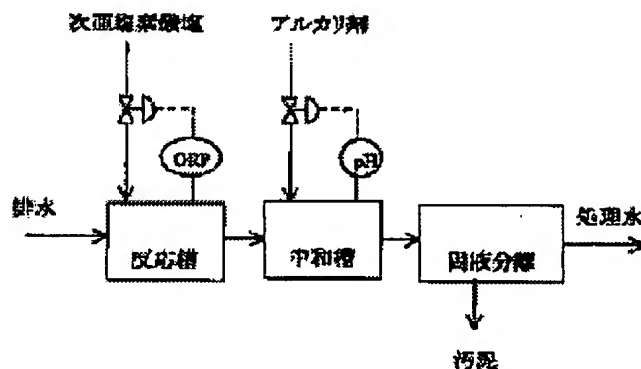 次亜塩素酸塩
アルカリ剤
ORP
pH
排水
反応槽
中和槽
固液分離
処理水
汚泥